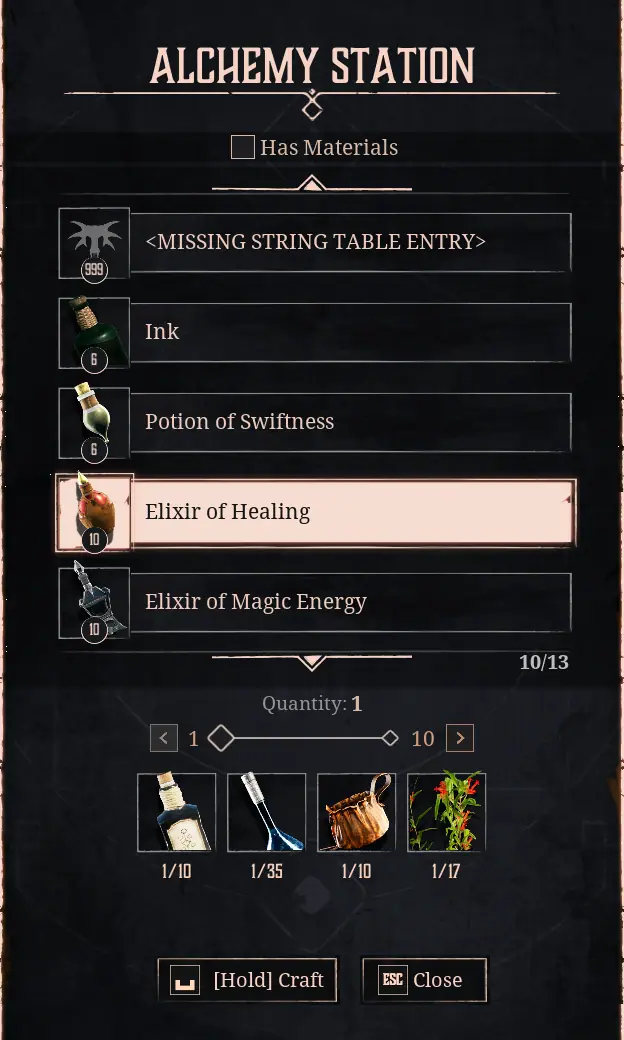 ALCHEMY STATION
Has Materials
<MISSING STRING TABLE ENTRY>
999
Ink
6
Potion of Swiftness
6
Elixir of Healing
10
Elixir of Magic Energy
10
10/13
Quantity: 1
1 10
1/10 1/35 1/10 1/17
[Hold] Craft ESC Close